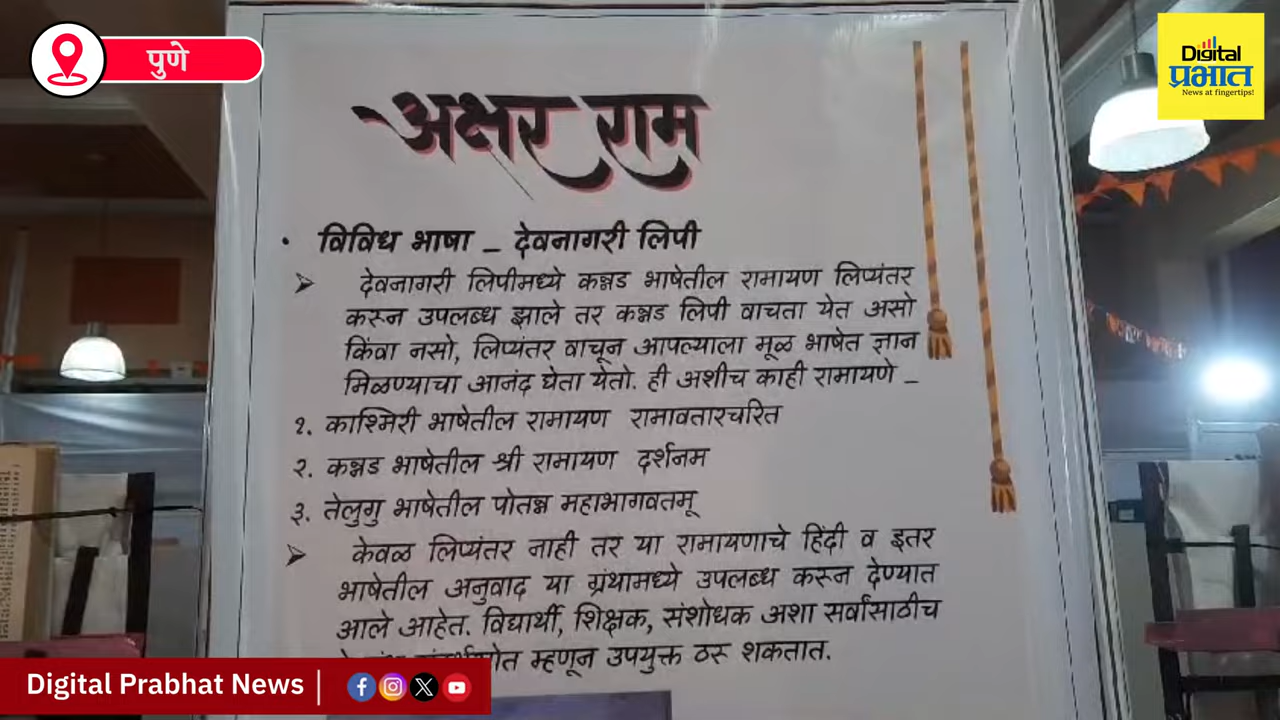 पुणे
Digital
प्रभात
News at fingertips!
अक्षर राम
• विविध भाषा – देवनागरी लिपी
➤ देवनागरी लिपीमध्ये कन्नड भाषेतील रामायण लिप्यंतर
करून उपलब्ध झाले तर कन्नड लिपी वाचता येत असो
किंवा नसो, लिप्यंतर वाचून आपल्याला मूळ भाषेत ज्ञान
मिळण्याचा आनंद घेता येतो. ही अशीच काही रामायणे –
१. काश्मिरी भाषेतील रामायण रामावतारचरित
२. कन्नड भाषेतील श्री रामायण दर्शनम
३. तेलुगु भाषेतील पोतन्न महाभागवतमू
➤ केवळ लिप्यंतर नाही तर या रामायणाचे हिंदी व इतर
भाषेतील अनुवाद या ग्रंथामध्ये उपलब्ध करून देण्यात
आले आहेत. विद्यार्थी, शिक्षक, संशोधक अशा सर्वांसाठीच
म्हणून उपयुक्त ठरू शकतात.
Digital Prabhat News |